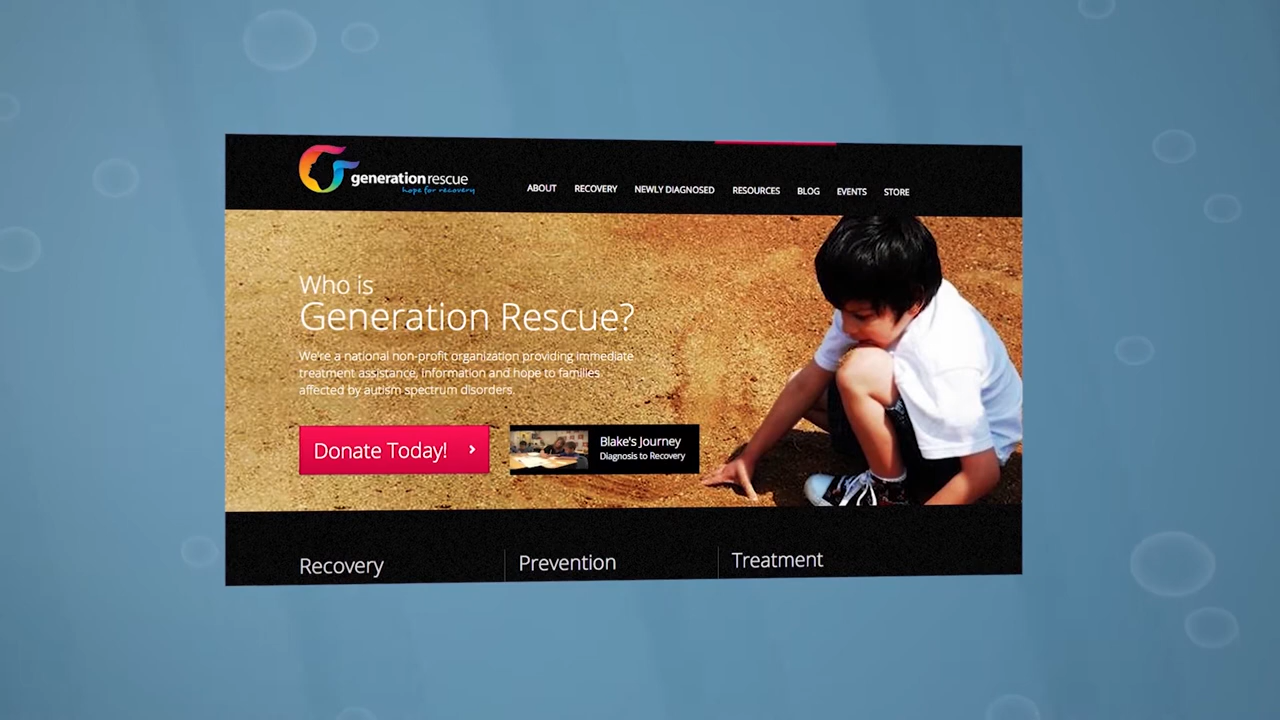 generationrescue
hope for recovery
ABOUT RECOVERY NEWLY DIAGNOSED RESOURCES BLOG EVENTS STORE
Who is
Generation Rescue?
We're a national non-profit organization providing immediate
treatment assistance, information and hope to families
affected by autism spectrum disorders.
Donate Today!
Blake's Journey
Diagnosis to Recovery
Recovery Prevention Treatment